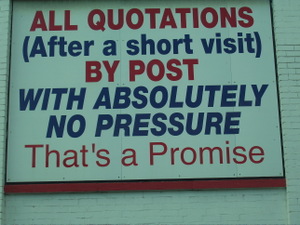 ALL QUOTATIONS
(After a short visit)
BY POST
WITH ABSOLUTELY
NO PRESSURE
That's a Promise